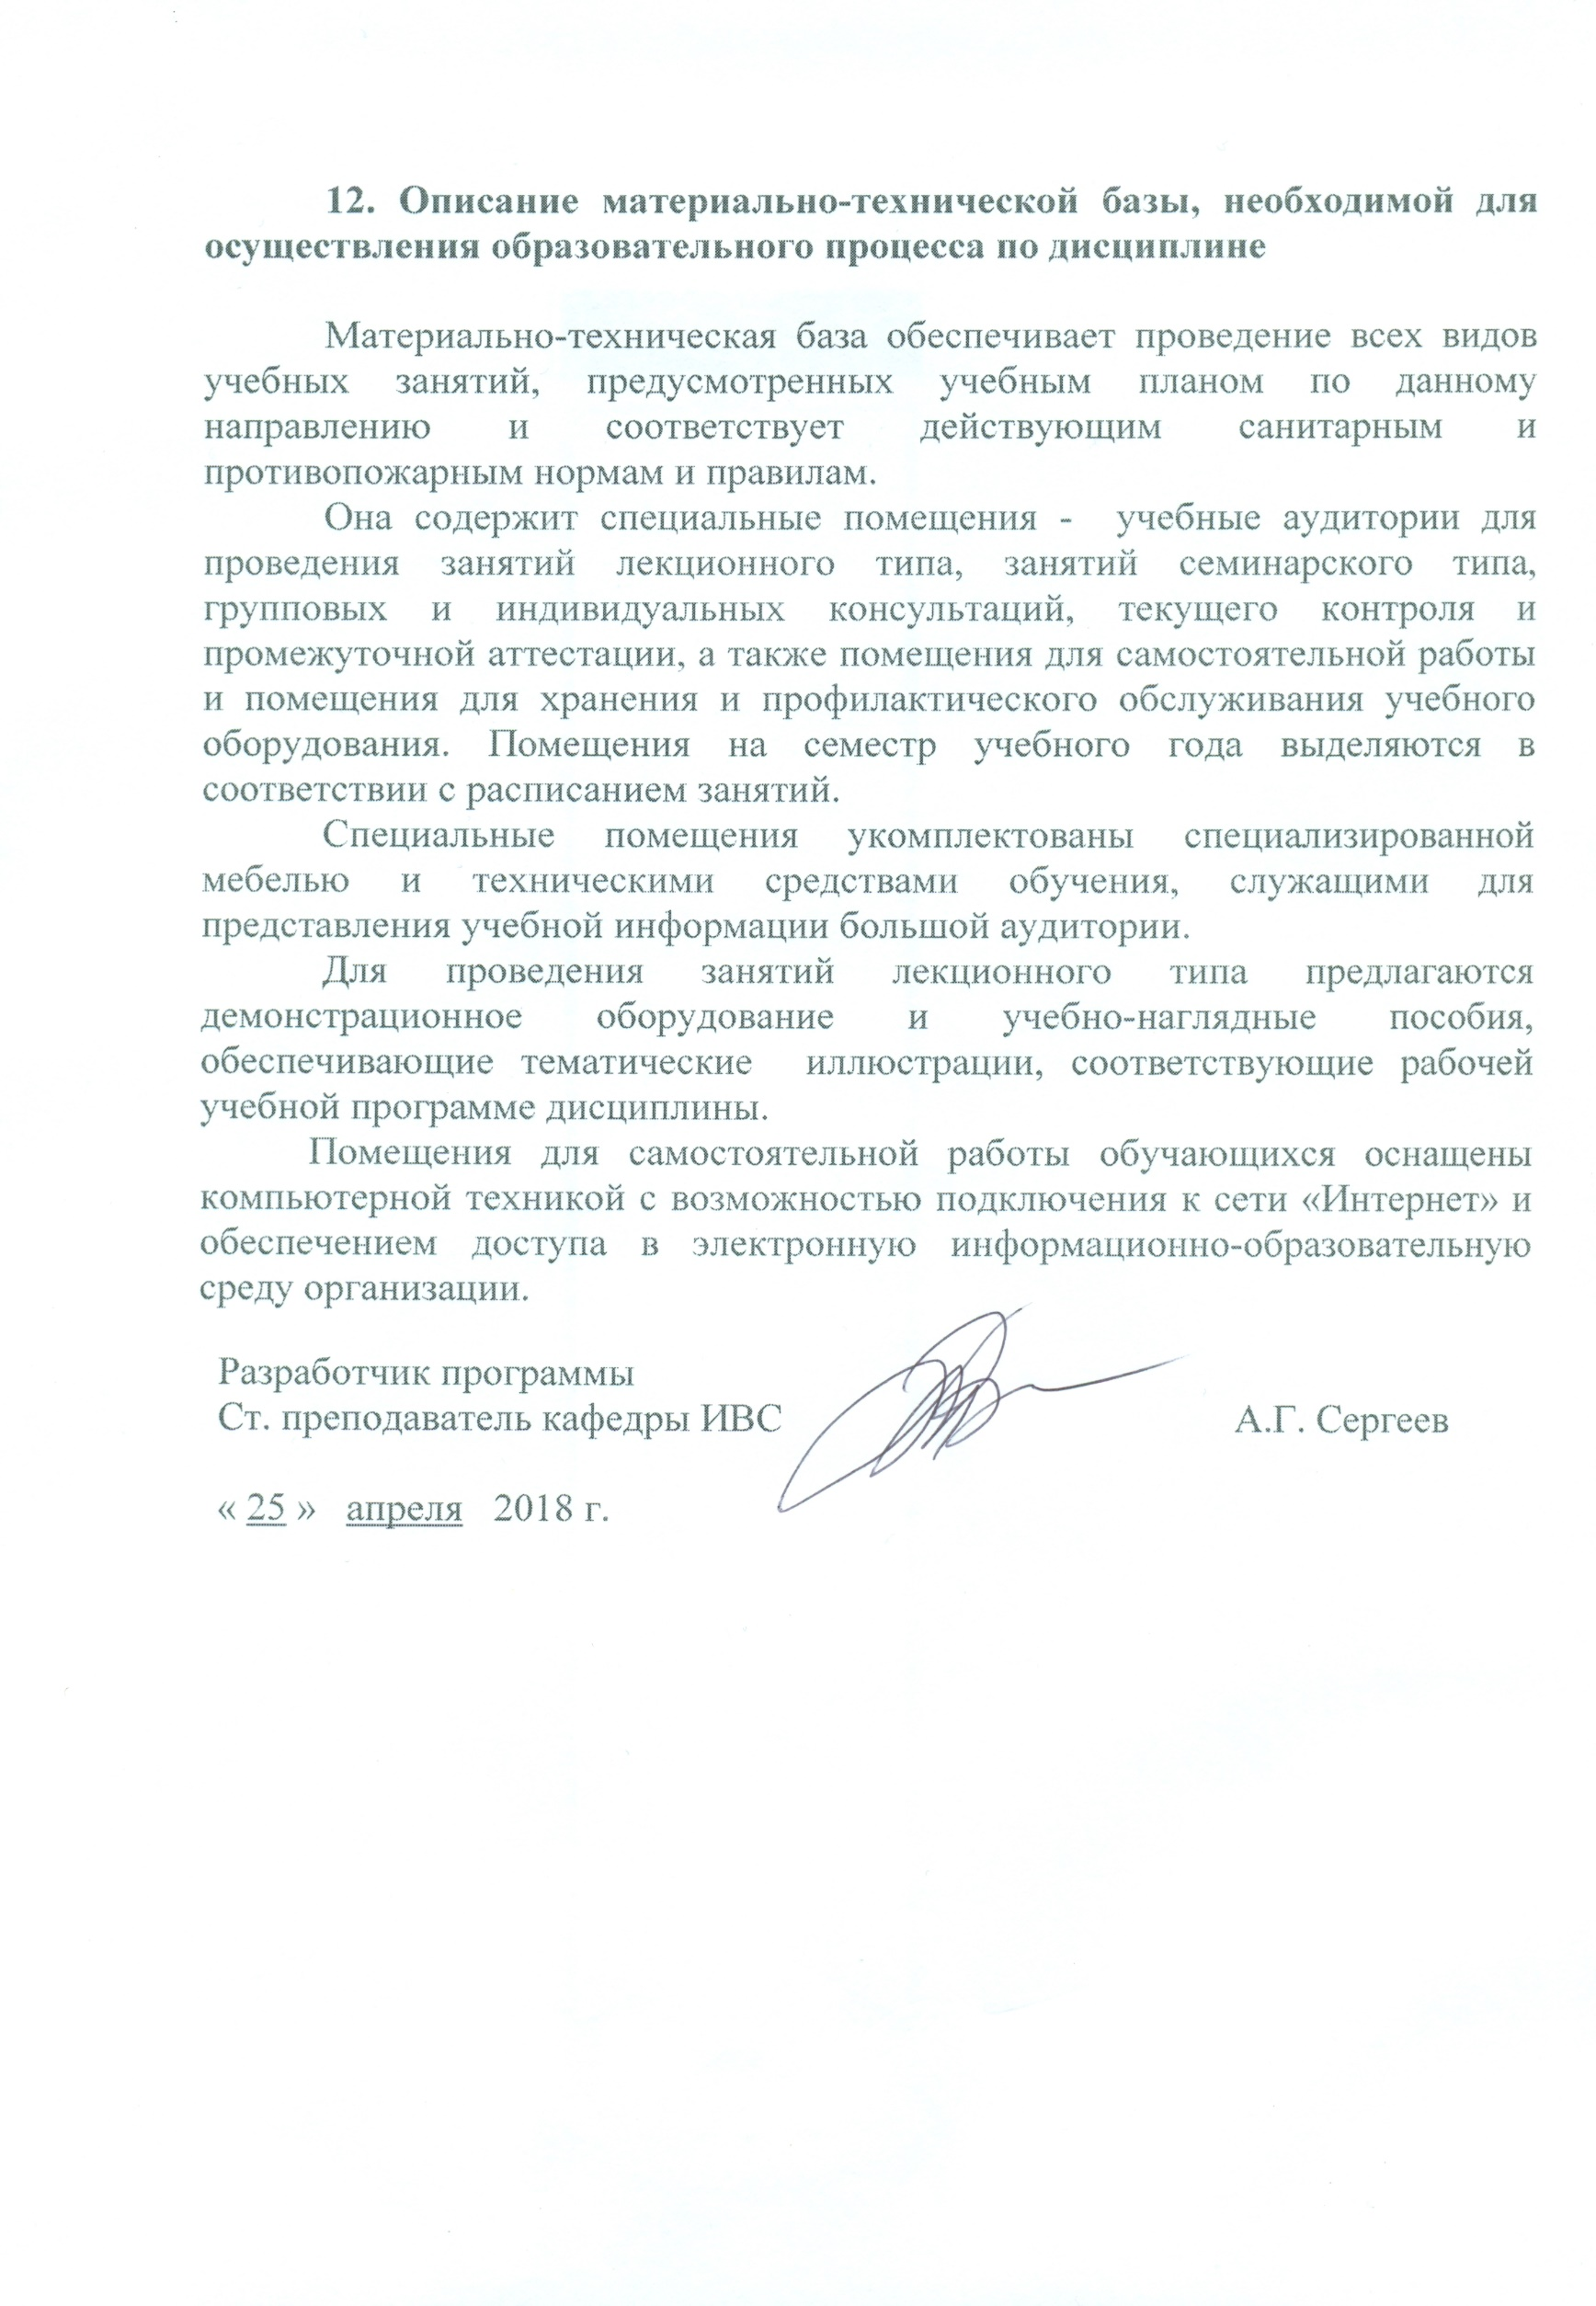 12. Описание материально-технической базы, необходимой для
осуществления образовательного процесса по дисциплине
Материально-техническая база обеспечивает проведение всех видов
учебных занятий, предусмотренных учебным планом по данному
направлению и соответствует действующим санитарным и
противопожарным нормам и правилам.
Она содержит специальные помещения - учебные аудитории для
проведения занятий лекционного типа, занятий семинарского типа,
групповых и индивидуальных консультаций, текущего контроля и
промежуточной аттестации, а также помещения для самостоятельной работы
и помещения для хранения и профилактического обслуживания учебного
оборудования. Помещения на семестр учебного года выделяются в
соответствии с расписанием занятий.
Специальные помещения укомплектованы специализированной
мебелью и техническими средствами обучения, служащими для
представления учебной информации большой аудитории.
Для проведения занятий лекционного типа предлагаются
демонстрационное оборудование и учебно-наглядные пособия,
обеспечивающие тематические иллюстрации, соответствующие рабочей
учебной программе дисциплины.
Помещения для самостоятельной работы обучающихся оснащены
компьютерной техникой с возможностью подключения к сети «Интернет» и
обеспечением доступа в электронную информационно-образовательную
среду организации.
Разработчик программы
Ст. преподаватель кафедры ИВС А.Г. Сергеев
« 25 » апреля 2018 г.